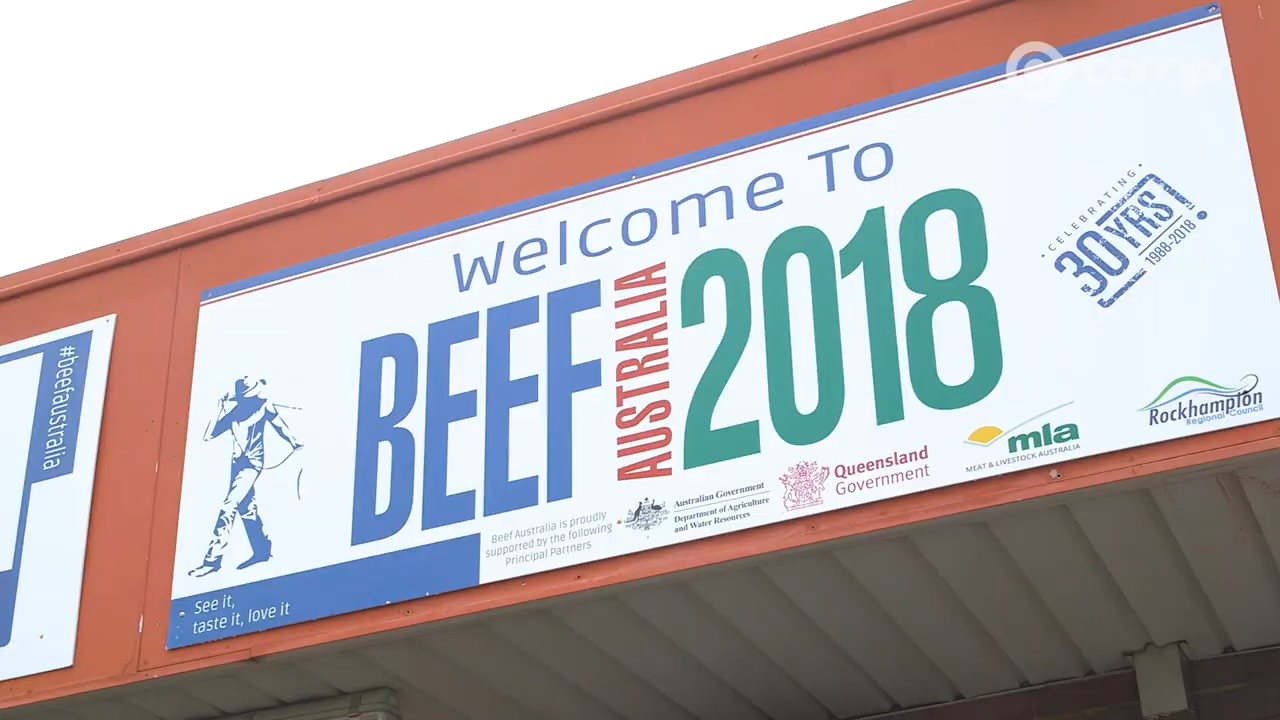 #beefaustralia
Welcome To
BEEF
AUSTRALIA
2018
CELEBRATING
30YRS
1988-2018
See it,
taste it, love it
Beef Australia is proudly
supported by the following
Principal Partners
Australian Government
Department of Agriculture
and Water Resources
Queensland
Government
mla
MEAT & LIVESTOCK AUSTRALIA
Rockhampton
Regional Council